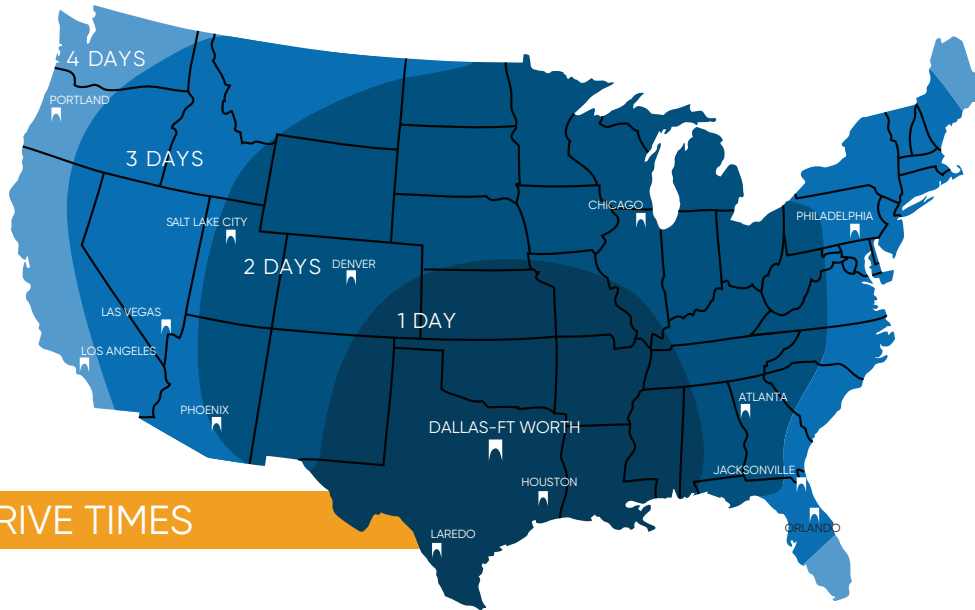 4 DAYS
PORTLAND
3 DAYS
SALT LAKE CITY
CHICAGO
PHILADELPHIA
2 DAYS
DENVER
LAS VEGAS
1 DAY
LOS ANGELES
PHOENIX
ATLANTA
DALLAS-FT WORTH
JACKSONVILLE
HOUSTON
RIVE TIMES
ORLANDO
LAREDO